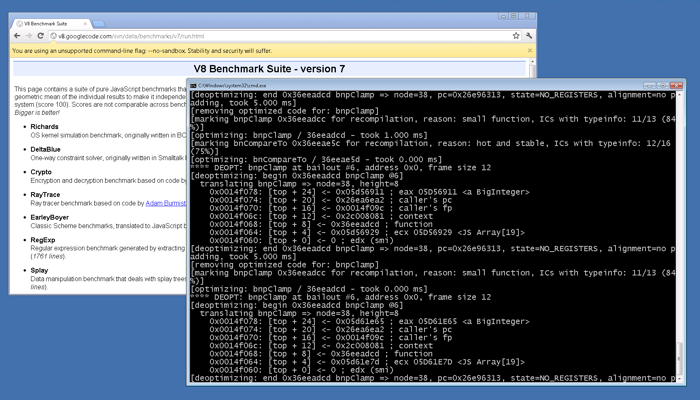 V8 Benchmark Suite
v8.googlecode.com/svn/data/benchmarks/v7/run.html
You are using an unsupported command-line flag: --no-sandbox. Stability and security will suffer.
V8 Benchmark Suite - version 7
This page contains a suite of pure JavaScript benchmarks tha
geometric mean of the individual results to make it independe
system (score 100). Scores are not comparable across bench
Bigger is better!
Richards
OS kernel simulation benchmark, originally written in BC
DeltaBlue
One-way constraint solver, originally written in Smalltalk
Crypto
Encryption and decryption benchmark based on code by
RayTrace
Ray tracer benchmark based on code by Adam Burmist
EarleyBoyer
Classic Scheme benchmarks, translated to JavaScript b
RegExp
Regular expression benchmark generated by extracting
(1761 lines).
Splay
Data manipulation benchmark that deals with splay trees
lines).
C:\Windows\system32\cmd.exe
[deoptimizing: end 0x36eeadcd bnpClamp => node=38, pc=0x26e96313, state=NO_REGISTERS, alignment=no p
adding, took 5.000 ms]
[removing optimized code for: bnpClamp]
[marking bnpClamp 0x36eeadcc for recompilation, reason: small function, ICs with typeinfo: 11/13 (84
%)]
[optimizing: bnpClamp / 36eeadcd - took 1.000 ms]
[marking bnCompareTo 0x36eeae5c for recompilation, reason: hot and stable, ICs with typeinfo: 12/16
(75%)]
[optimizing: bnCompareTo / 36eeae5d - took 0.000 ms]
**** DEOPT: bnpClamp at bailout #6, address 0x0, frame size 12
[deoptimizing: begin 0x36eeadcd bnpClamp @6]
translating bnpClamp => node=38, height=8
0x0014f078: [top + 24] <- 0x05d56911 ; eax 05D56911 <a BigInteger>
0x0014f074: [top + 20] <- 0x26ea6ea2 ; caller's pc
0x0014f070: [top + 16] <- 0x0014f09c ; caller's fp
0x0014f06c: [top + 12] <- 0x2c008081 ; context
0x0014f068: [top + 8] <- 0x36eeadcd ; function
0x0014f064: [top + 4] <- 0x05d56929 ; ecx 05D56929 <JS Array[19]>
0x0014f060: [top + 0] <- 0 ; edx (smi)
[deoptimizing: end 0x36eeadcd bnpClamp => node=38, pc=0x26e96313, state=NO_REGISTERS, alignment=no p
adding, took 5.000 ms]
[removing optimized code for: bnpClamp]
[marking bnpClamp 0x36eeadcc for recompilation, reason: small function, ICs with typeinfo: 11/13 (84
%)]
[optimizing: bnpClamp / 36eeadcd - took 0.000 ms]
**** DEOPT: bnpClamp at bailout #6, address 0x0, frame size 12
[deoptimizing: begin 0x36eeadcd bnpClamp @6]
translating bnpClamp => node=38, height=8
0x0014f078: [top + 24] <- 0x05d61e65 ; eax 05D61E65 <a BigInteger>
0x0014f074: [top + 20] <- 0x26ea6ea2 ; caller's pc
0x0014f070: [top + 16] <- 0x0014f09c ; caller's fp
0x0014f06c: [top + 12] <- 0x2c008081 ; context
0x0014f068: [top + 8] <- 0x36eeadcd ; function
0x0014f064: [top + 4] <- 0x05d61e7d ; ecx 05D61E7D <JS Array[19]>
0x0014f060: [top + 0] <- 0 ; edx (smi)
[deoptimizing: end 0x36eeadcd bnpClamp => node=38, pc=0x26e96313, state=NO_REGISTERS, alignment=no p